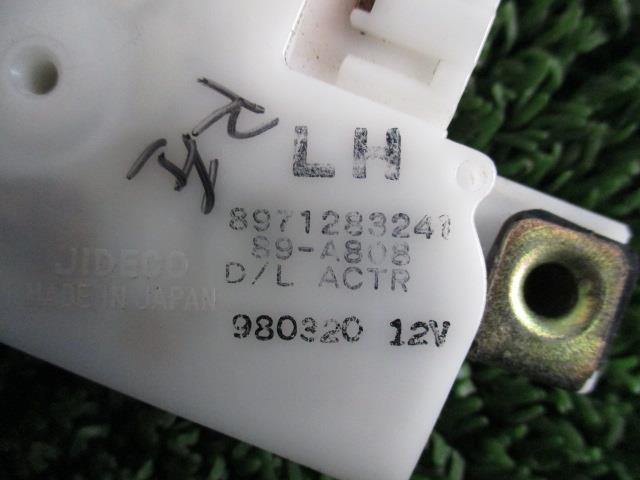 LH
8971283241
89-A808
D/L ACTR
JIDECO
MADE IN JAPAN
980320 12V